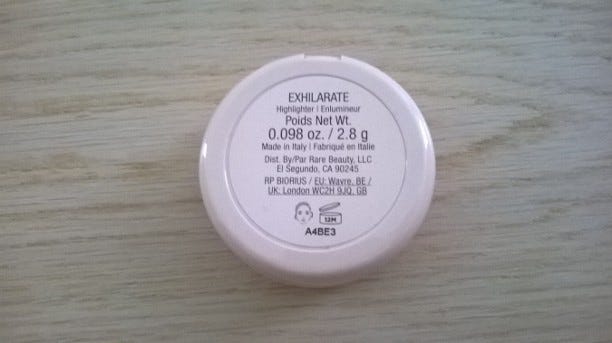 EXHILARATE
Highlighter | Enlumineur
Poids Net Wt.
0.098 oz. / 2.8 g
Made in Italy | Fabriqué en Italie
Dist. By/Par Rare Beauty, LLC
El Segundo, CA 90245
RP BIORIUS / EU: Wavre, BE /
UK: London WC2H 9JQ, GB
12M
A4BE3